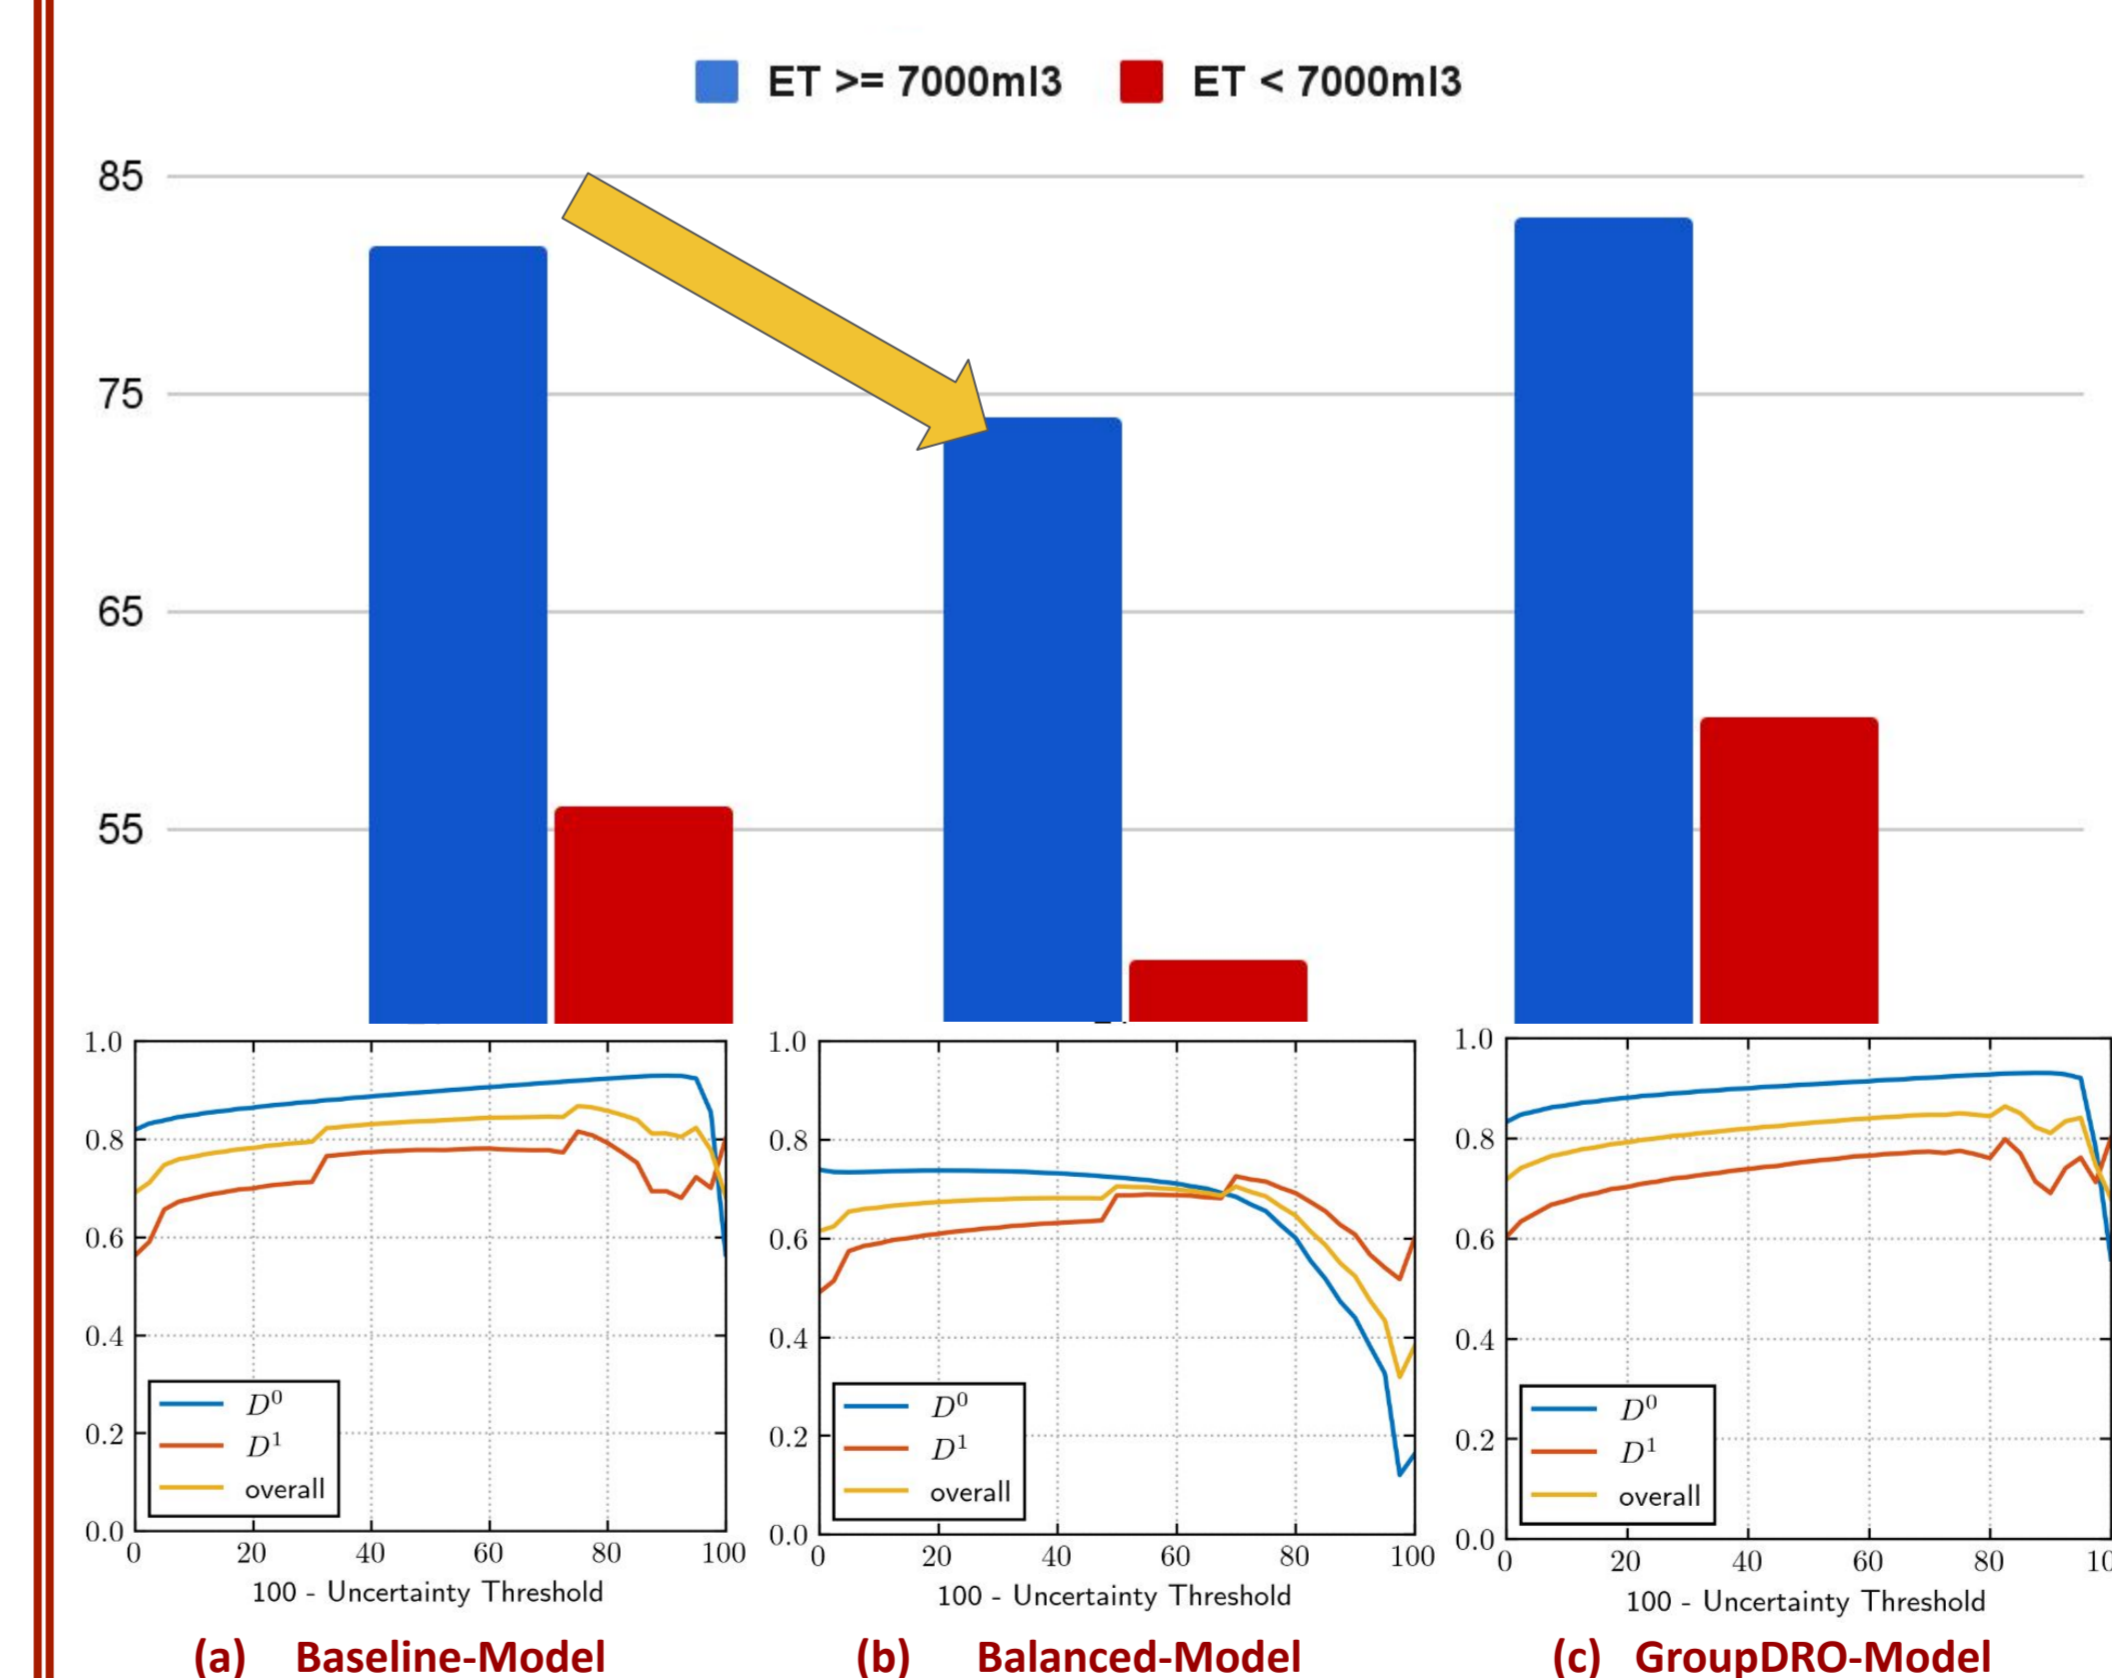 ET >= 7000ml3 ET < 7000ml3
85
75
65
55
1.0
0.8
0.6
0.4
0.2
0.0
D⁰
D¹
overall
0 20 40 60 80 100
100 - Uncertainty Threshold
(a) Baseline-Model
1.0
0.8
0.6
0.4
0.2
0.0
D⁰
D¹
overall
0 20 40 60 80 100
100 - Uncertainty Threshold
(b) Balanced-Model
1.0
0.8
0.6
0.4
0.2
0.0
D⁰
D¹
overall
0 20 40 60 80
100 - Uncertainty Threshold
(c) GroupDRO-Model